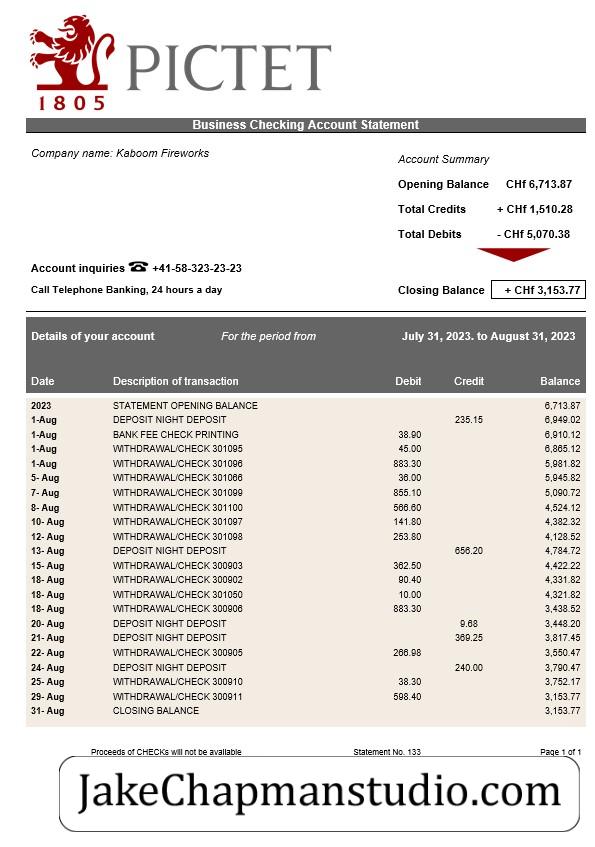 PICTET
1805
Business Checking Account Statement
Company name: Kaboom Fireworks
Account Summary
Opening Balance CHf 6,713.87
Total Credits + CHf 1,510.28
Total Debits - CHf 5,070.38
Account inquiries ☎ +41-58-323-23-23
Call Telephone Banking, 24 hours a day
Closing Balance + CHf 3,153.77
Details of your account For the period from July 31, 2023. to August 31, 2023
Date Description of transaction Debit Credit Balance
2023 STATEMENT OPENING BALANCE 6,713.87
1-Aug DEPOSIT NIGHT DEPOSIT 235.15 6,949.02
1-Aug BANK FEE CHECK PRINTING 38.90 6,910.12
1-Aug WITHDRAWAL/CHECK 301095 45.00 6,865.12
1-Aug WITHDRAWAL/CHECK 301096 883.30 5,981.82
5- Aug WITHDRAWAL/CHECK 301066 36.00 5,945.82
7- Aug WITHDRAWAL/CHECK 301099 855.10 5,090.72
8- Aug WITHDRAWAL/CHECK 301100 566.60 4,524.12
10- Aug WITHDRAWAL/CHECK 301097 141.80 4,382.32
12- Aug WITHDRAWAL/CHECK 301098 253.80 4,128.52
13- Aug DEPOSIT NIGHT DEPOSIT 656.20 4,784.72
15- Aug WITHDRAWAL/CHECK 300903 362.50 4,422.22
18- Aug WITHDRAWAL/CHECK 300902 90.40 4,331.82
18- Aug WITHDRAWAL/CHECK 301050 10.00 4,321.82
18- Aug WITHDRAWAL/CHECK 300906 883.30 3,438.52
20- Aug DEPOSIT NIGHT DEPOSIT 9.68 3,448.20
21- Aug DEPOSIT NIGHT DEPOSIT 369.25 3,817.45
22- Aug WITHDRAWAL/CHECK 300905 266.98 3,550.47
24- Aug DEPOSIT NIGHT DEPOSIT 240.00 3,790.47
25- Aug WITHDRAWAL/CHECK 300910 38.30 3,752.17
29- Aug WITHDRAWAL/CHECK 300911 598.40 3,153.77
31- Aug CLOSING BALANCE 3,153.77
Proceeds of CHECKs will not be available Statement No. 133 Page 1 of 1
JakeChapmanstudio.com